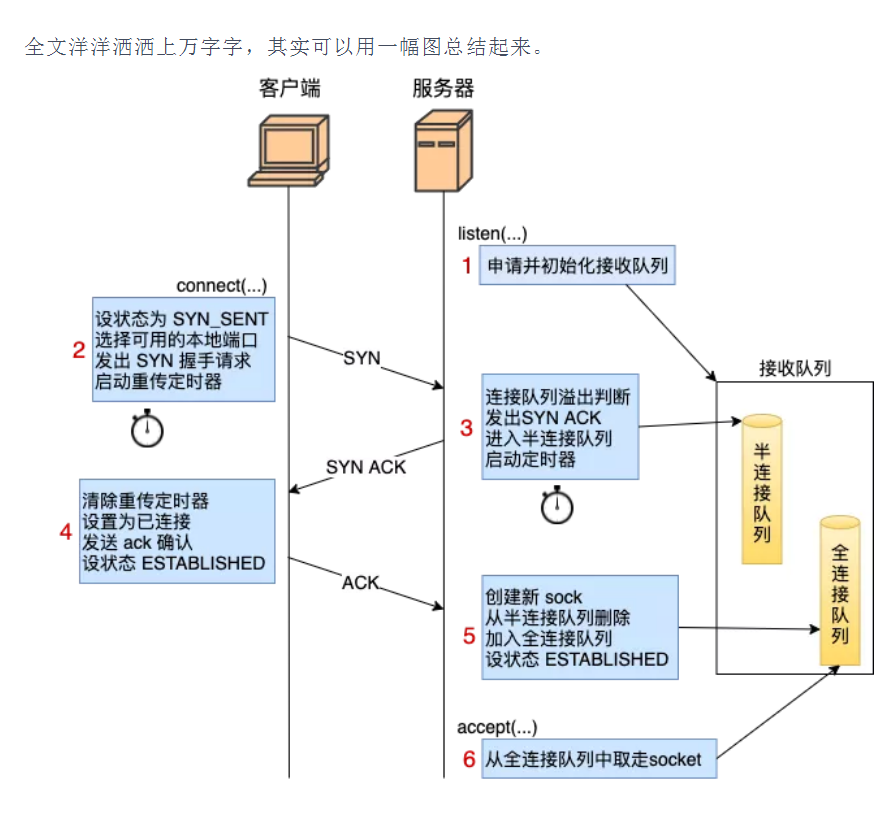 全文洋洋洒洒上万字字，其实可以用一幅图总结起来。
客户端
服务器
listen(...)
1
申请并初始化接收队列
connect(...)
2
设状态为 SYN_SENT
选择可用的本地端口
发出 SYN 握手请求
启动重传定时器
SYN
接收队列
3
连接队列溢出判断
发出SYN ACK
进入半连接队列
启动定时器
半连接队列
SYN ACK
4
清除重传定时器
设置为已连接
发送 ack 确认
设状态 ESTABLISHED
全连接队列
ACK
5
创建新 sock
从半连接队列删除
加入全连接队列
设状态 ESTABLISHED
accept(...)
6
从全连接队列中取走socket